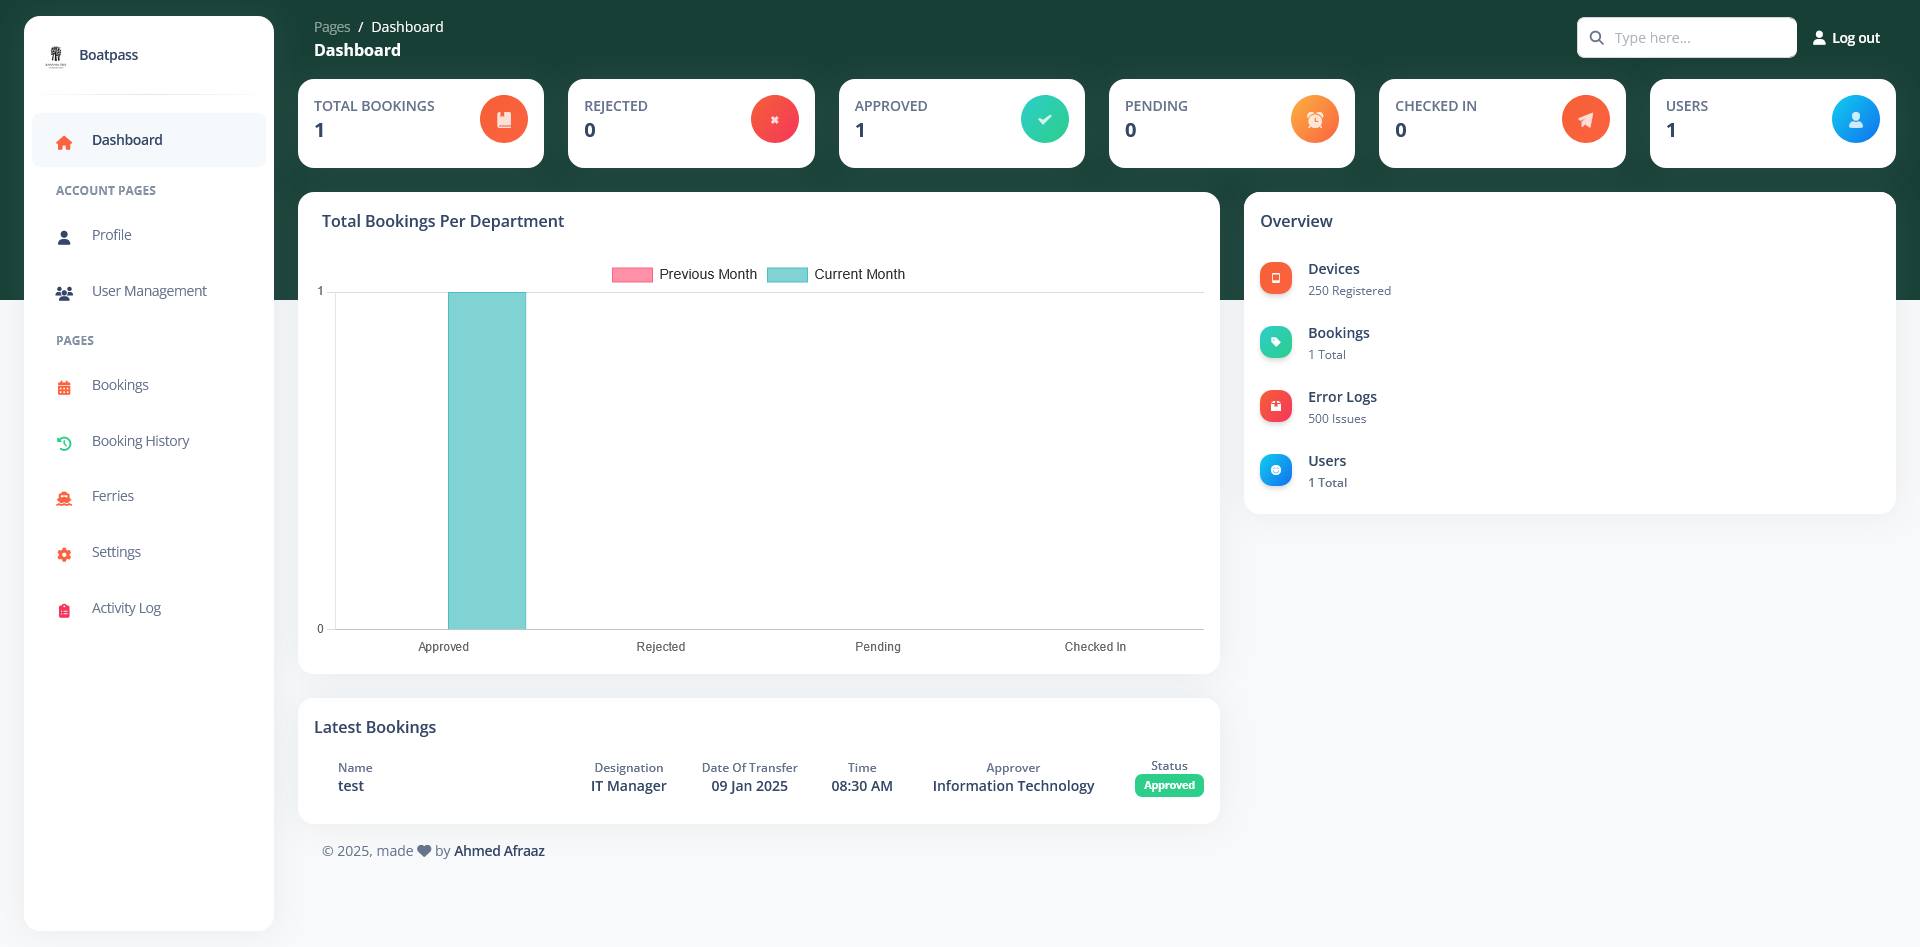 Boatpass
Dashboard
ACCOUNT PAGES
Profile
User Management
PAGES
Bookings
Booking History
Ferries
Settings
Activity Log
Pages / Dashboard
Dashboard
Type here...
Log out
TOTAL BOOKINGS
1
REJECTED
0
APPROVED
1
PENDING
0
CHECKED IN
0
USERS
1
Total Bookings Per Department
Previous Month Current Month
1
0
Approved Rejected Pending Checked In
Overview
Devices
250 Registered
Bookings
1 Total
Error Logs
500 Issues
Users
1 Total
Latest Bookings
Name Designation Date Of Transfer Time Approver Status
test IT Manager 09 Jan 2025 08:30 AM Information Technology Approved
© 2025, made by Ahmed Afraaz